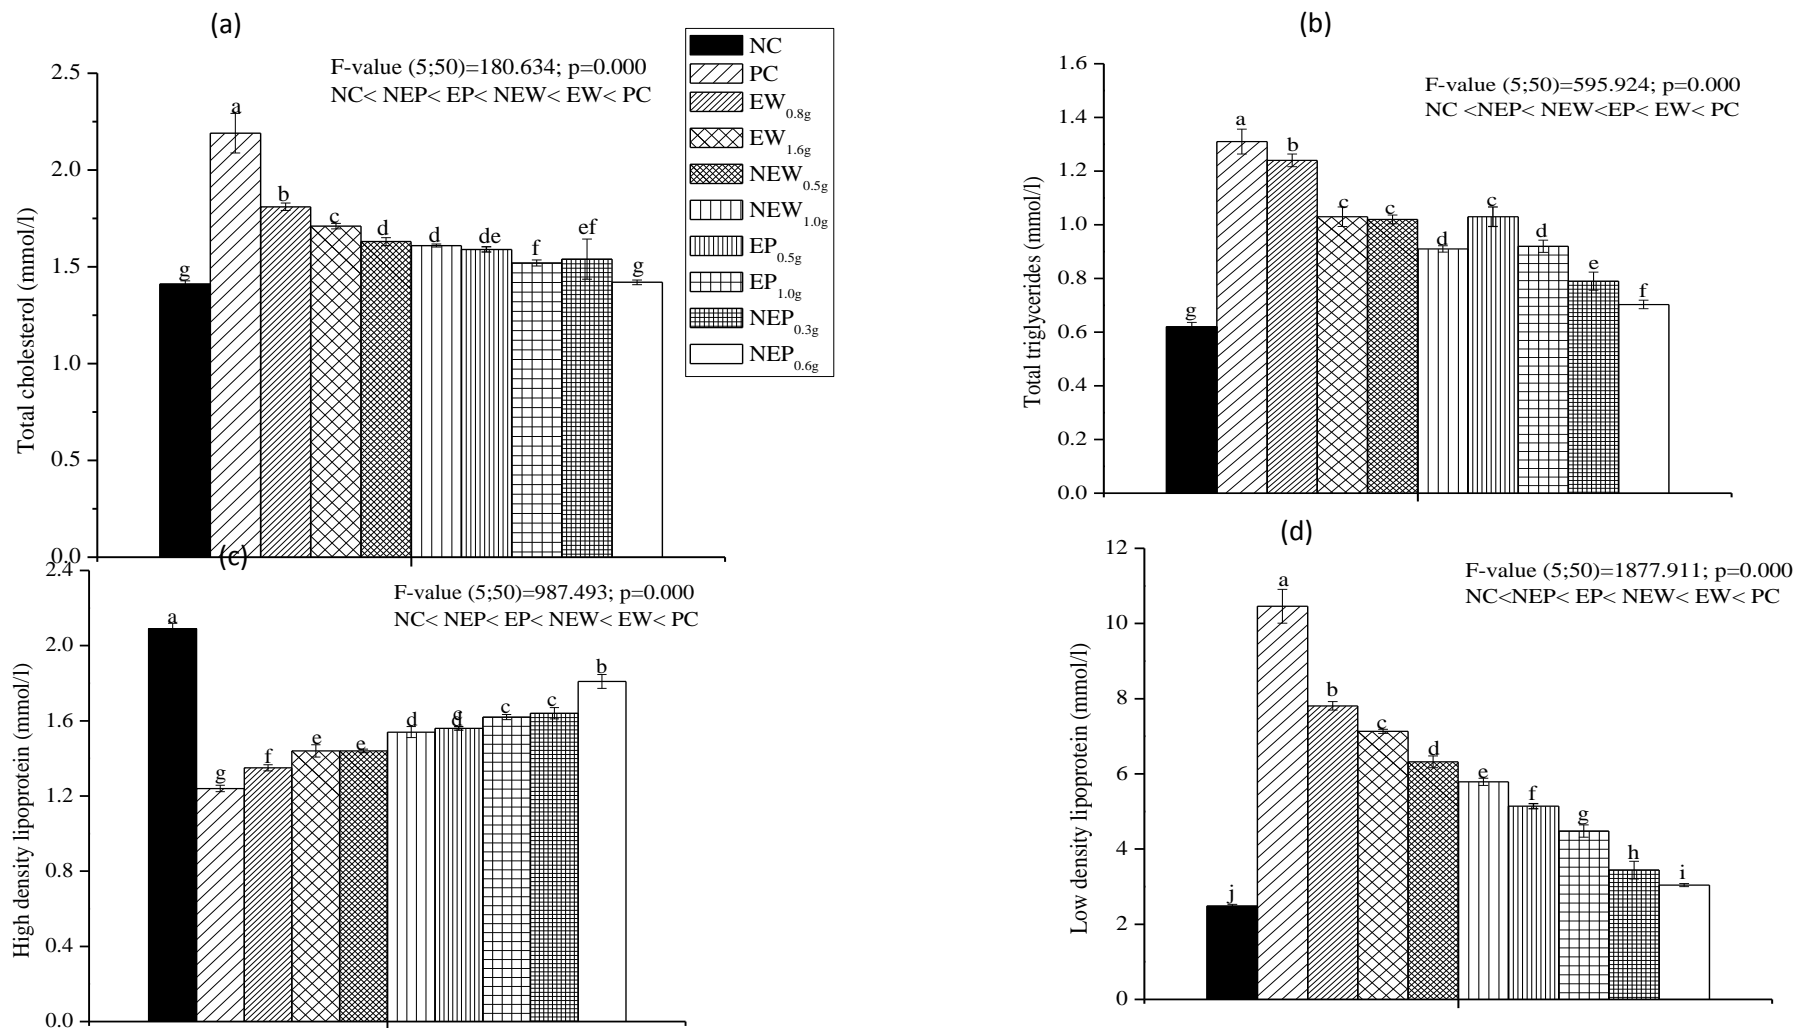 (a)
F-value (5;50)=180.634; p=0.000
NC< NEP< EP< NEW< EW< PC
Total cholesterol (mmol/l)
2.5
2.0
1.5
1.0
0.5
0.0
g
a
b
c
d
d
de
f
ef
g
NC
PC
EW0.8g
EW1.6g
NEW0.5g
NEW1.0g
EP0.5g
EP1.0g
NEP0.3g
NEP0.6g
(b)
F-value (5;50)=595.924; p=0.000
NC <NEP< NEW<EP< EW< PC
Total triglycerides (mmol/l)
1.6
1.4
1.2
1.0
0.8
0.6
0.4
0.2
0.0
g
a
b
c
c
d
c
d
e
f
(c)
F-value (5;50)=987.493; p=0.000
NC< NEP< EP< NEW< EW< PC
High density lipoprotein (mmol/l)
2.4
2.0
1.6
1.2
0.8
0.4
0.0
a
g
f
e
e
d
c
d
c
c
b
(d)
F-value (5;50)=1877.911; p=0.000
NC<NEP< EP< NEW< EW< PC
Low density lipoprotein (mmol/l)
12
10
8
6
4
2
0
j
a
b
c
d
e
f
g
h
i